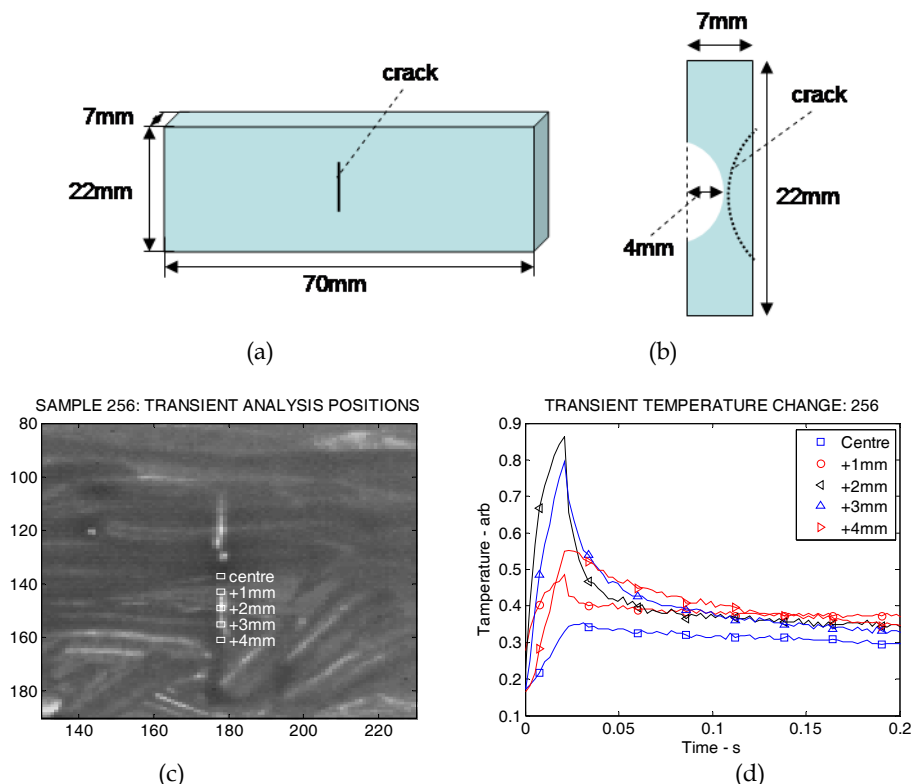 crack
7mm
22mm
70mm
(a)
7mm
crack
22mm
4mm
(b)
SAMPLE 256: TRANSIENT ANALYSIS POSITIONS
80
100
120
140
160
180
centre
+1mm
+2mm
+3mm
+4mm
140 160 180 200 220
(c)
TRANSIENT TEMPERATURE CHANGE: 256
Tamperature - arb
0.9
0.8
0.7
0.6
0.5
0.4
0.3
0.2
0.1
Centre
+1mm
+2mm
+3mm
+4mm
0 0.05 0.1 0.15 0.2
Time - s
(d)